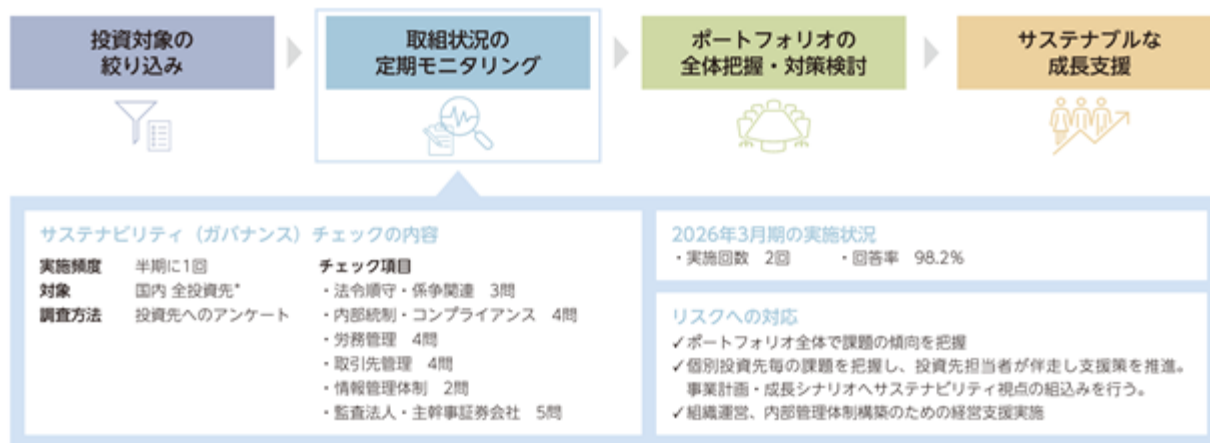 投資対象の
絞り込み
取組状況の
定期モニタリング
ポートフォリオの
全体把握・対策検討
サステナブルな
成長支援
サステナビリティ（ガバナンス）チェックの内容
実施頻度 半期に1回
対象 国内 全投資先*
調査方法 投資先へのアンケート
チェック項目
・法令順守・係争関連 3問
・内部統制・コンプライアンス 4問
・労務管理 4問
・取引先管理 4問
・情報管理体制 2問
・監査法人・主幹事証券会社 5問
2026年3月期の実施状況
・実施回数 2回 ・回答率 98.2%
リスクへの対応
✓ポートフォリオ全体で課題の傾向を把握
✓個別投資先毎の課題を把握し、投資先担当者が伴走し支援策を推進。
事業計画・成長シナリオへサステナビリティ視点の組込みを行う。
✓組織運営、内部管理体制構築のための経営支援実施